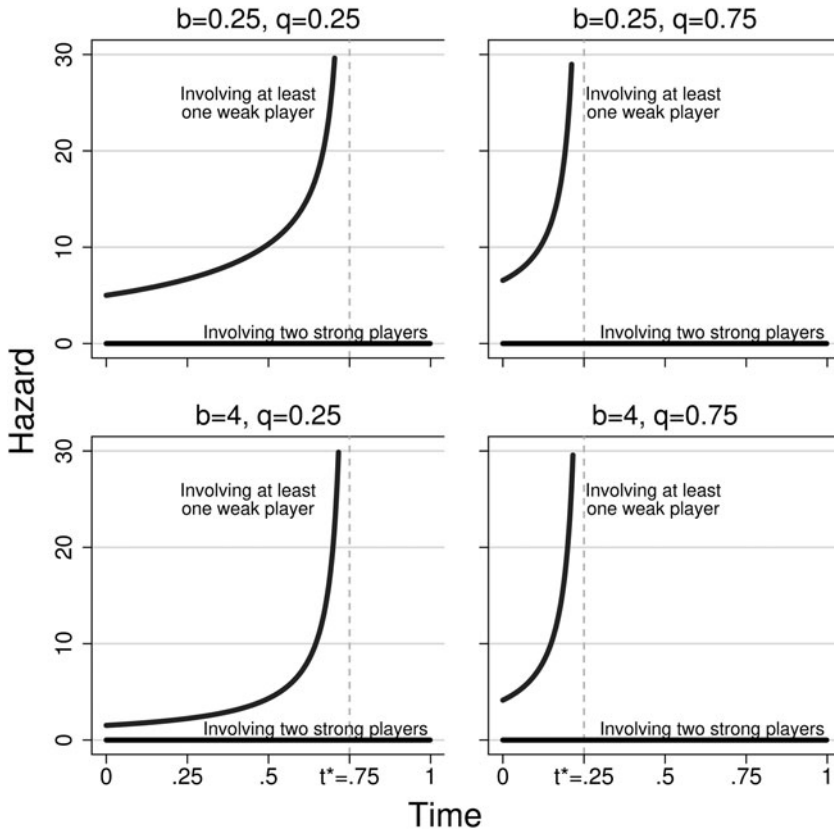 b=0.25, q=0.25
b=0.25, q=0.75
30
20
10
0
Involving at least
one weak player
Involving two strong players
Involving at least
one weak player
Involving two strong players
Hazard
b=4, q=0.25
b=4, q=0.75
30
20
10
0
Involving at least
one weak player
Involving two strong players
Involving at least
one weak player
Involving two strong players
0 .25 .5 t*=.75 1
0 t*=.25 .5 .75 1
Time